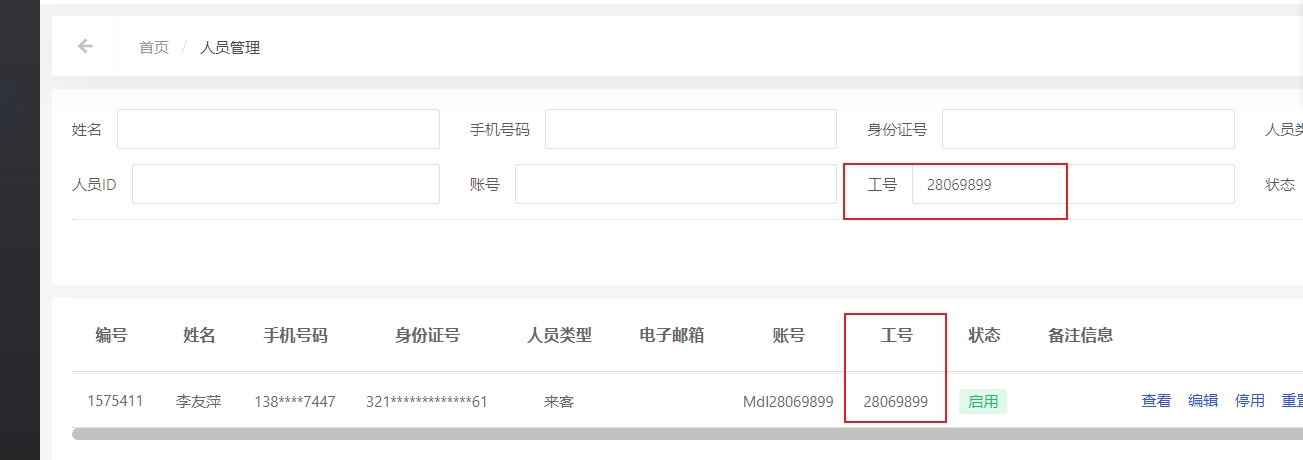 首页 / 人员管理
姓名 手机号码 身份证号 人员类
人员ID 账号 工号 28069899 状态
编号 姓名 手机号码 身份证号 人员类型 电子邮箱 账号 工号 状态 备注信息
1575411 李友萍 138****7447 321*************61 来客 Mdl28069899 28069899 启用 查看 编辑 停用 重置